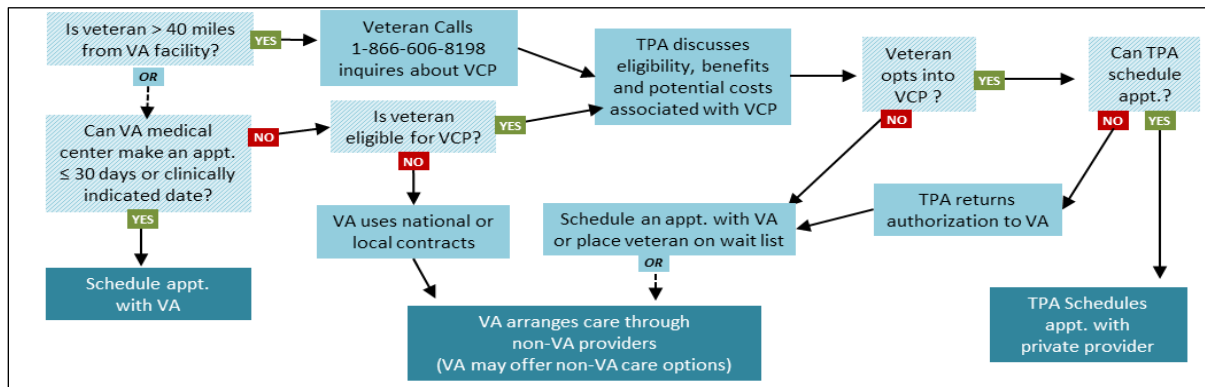 Is veteran > 40 miles
from VA facility?
YES
OR
Can VA medical
center make an appt.
≤ 30 days or clinically
indicated date?
NO
YES
Schedule appt.
with VA
Veteran Calls
1-866-606-8198
inquires about VCP
Is veteran
eligible for VCP?
YES
NO
VA uses national or
local contracts
TPA discusses
eligibility, benefits
and potential costs
associated with VCP
Veteran
opts into
VCP ?
YES
NO
Schedule an appt. with VA
or place veteran on wait list
OR
VA arranges care through
non-VA providers
(VA may offer non-VA care options)
Can TPA
schedule
appt.?
NO
YES
TPA returns
authorization to VA
TPA Schedules
appt. with
private provider